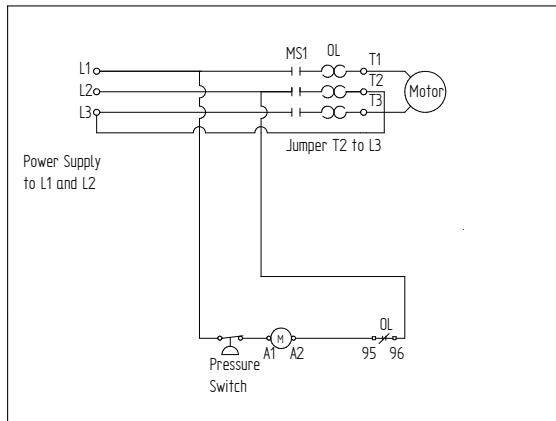 MS1 OL T1
L1
L2 T2
Motor
L3 T3
Jumper T2 to L3
Power Supply
to L1 and L2
OL
M
A1 A2 95 96
Pressure
Switch